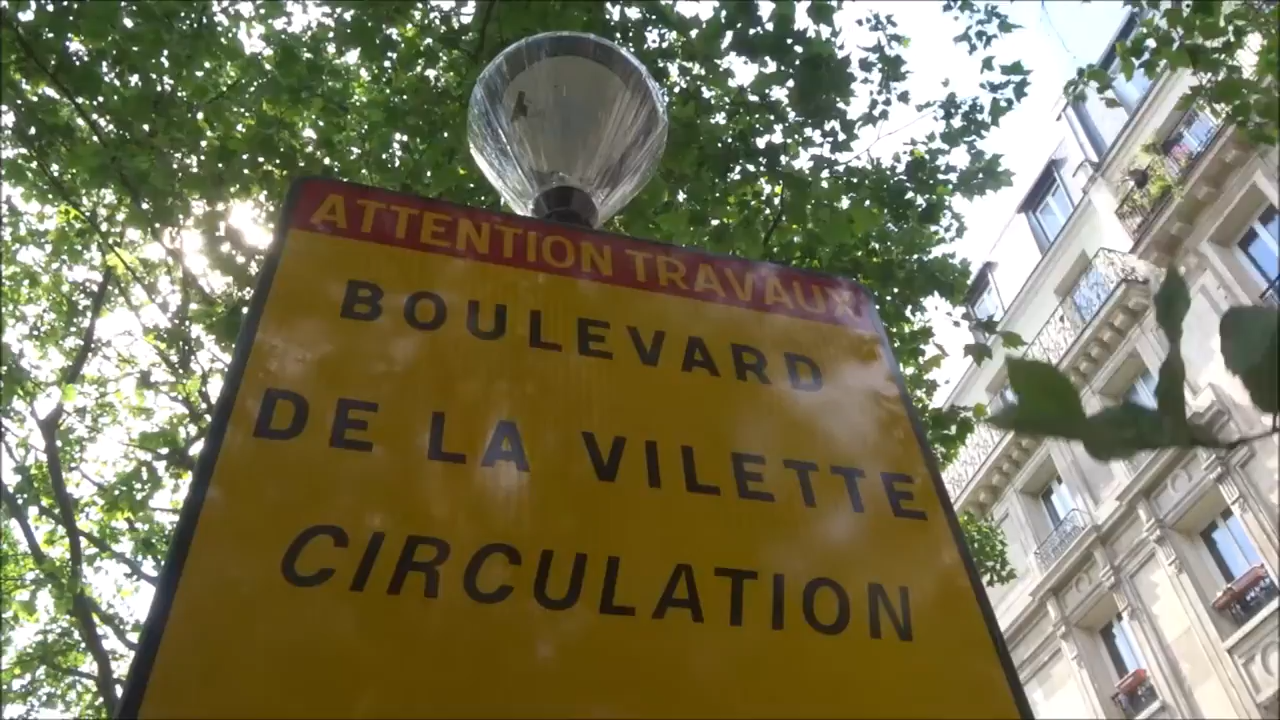 ATTENTION TRAVAUX
BOULEVARD
DE LA VILETTE
CIRCULATION